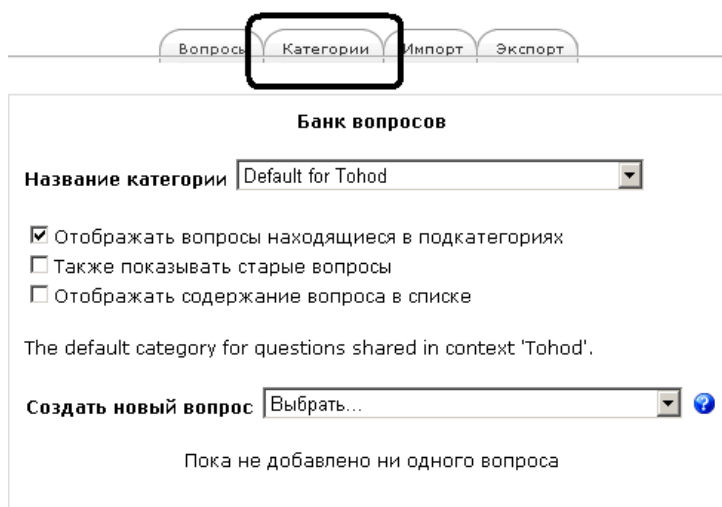 Вопросы Категории Импорт Экспорт
Банк вопросов
Название категории Default for Tohod
Отображать вопросы находящиеся в подкатегориях
Также показывать старые вопросы
Отображать содержание вопроса в списке
The default category for questions shared in context 'Tohod'.
Создать новый вопрос Выбрать... ?
Пока не добавлено ни одного вопроса